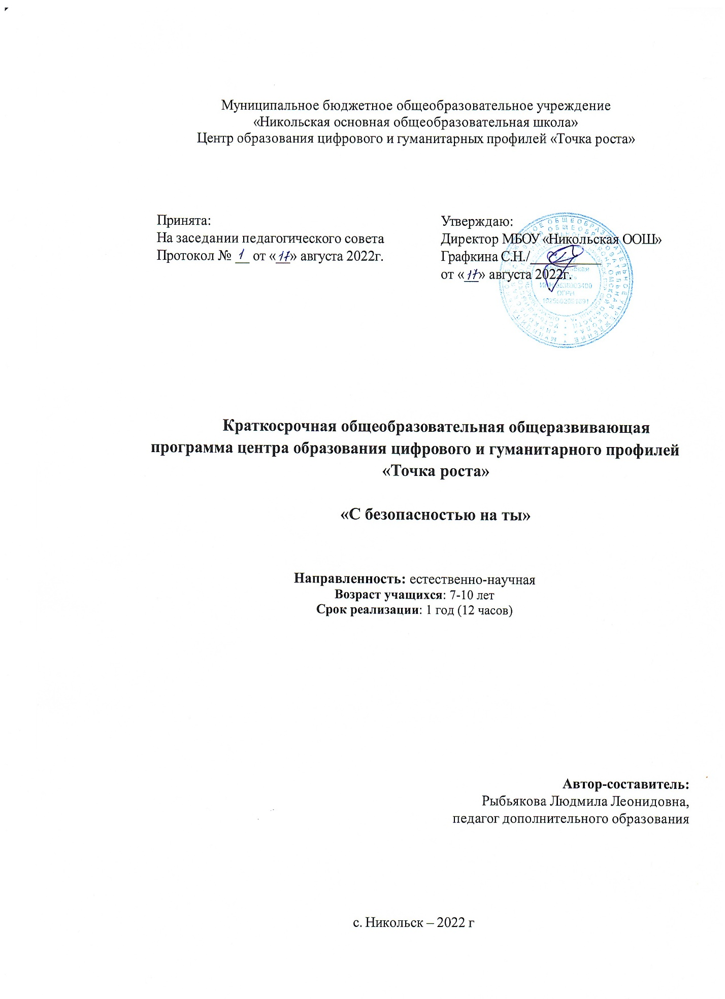 Муниципальное бюджетное общеобразовательное учреждение
«Никольская основная общеобразовательная школа»
Центр образования цифрового и гуманитарных профилей «Точка роста»
Принята:
На заседании педагогического совета
Протокол № 1 от «17» августа 2022г.
Утверждаю:
Директор МБОУ «Никольская ООШ»
Графкина С.Н./
от «17» августа 2022г.
ОГРН
Краткосрочная общеобразовательная общеразвивающая
программа центра образования цифрового и гуманитарного профилей
«Точка роста»
«С безопасностью на ты»
Направленность: естественно-научная
Возраст учащихся: 7-10 лет
Срок реализации: 1 год (12 часов)
Автор-составитель:
Рыбьякова Людмила Леонидовна,
педагог дополнительного образования
с. Никольск – 2022 г